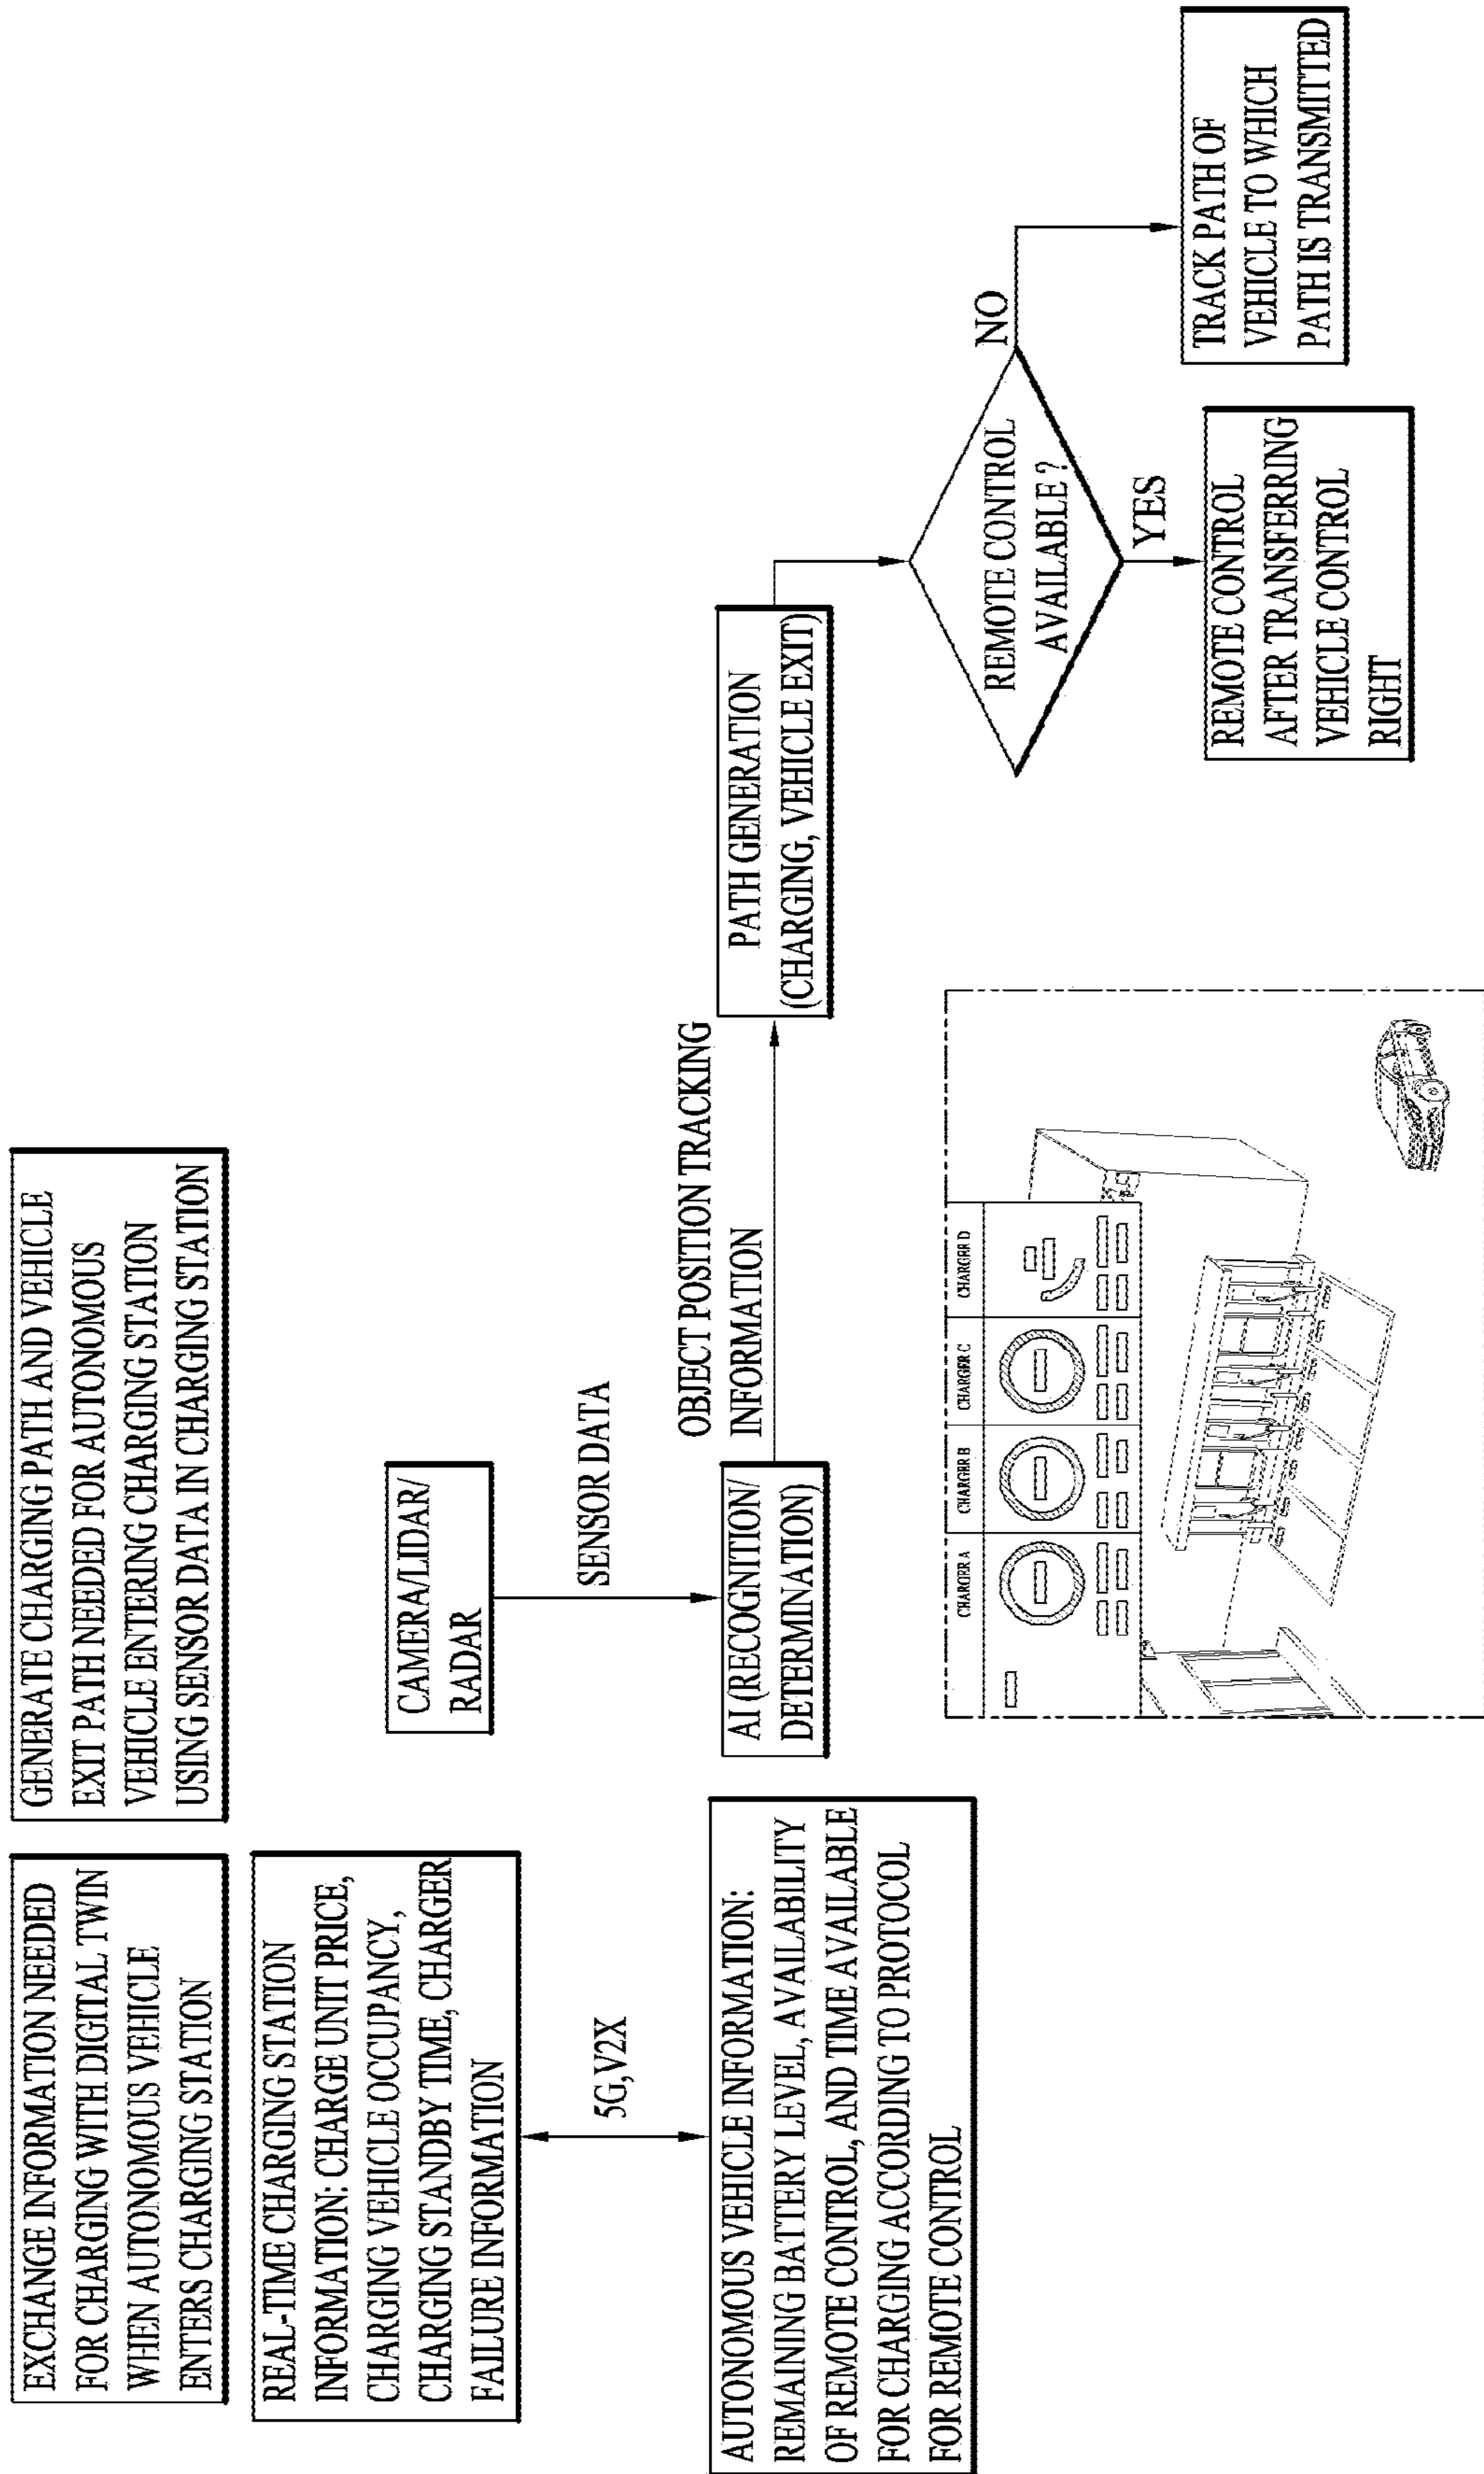 EXCHANGE INFORMATION NEEDED
FOR CHARGING WITH DIGITAL TWIN
WHEN AUTONOMOUS VEHICLE
ENTERS CHARGING STATION
REAL-TIME CHARGING STATION
INFORMATION: CHARGE UNIT PRICE,
CHARGING VEHICLE OCCUPANCY,
CHARGING STANDBY TIME, CHARGER
FAILURE INFORMATION
5G,V2X
AUTONOMOUS VEHICLE INFORMATION:
REMAINING BATTERY LEVEL, AVAILABILITY
OF REMOTE CONTROL, AND TIME AVAILABLE
FOR CHARGING ACCORDING TO PROTOCOL
FOR REMOTE CONTROL
GENERATE CHARGING PATH AND VEHICLE
EXIT PATH NEEDED FOR AUTONOMOUS
VEHICLE ENTERING CHARGING STATION
USING SENSOR DATA IN CHARGING STATION
CAMERA/LIDAR/
RADAR
SENSOR DATA
AI (RECOGNITION/
DETERMINATION)
OBJECT POSITION TRACKING
INFORMATION
PATH GENERATION
(CHARGING, VEHICLE EXIT)
REMOTE CONTROL
AVAILABLE ?
NO
YES
REMOTE CONTROL
AFTER TRANSFERRING
VEHICLE CONTROL
RIGHT
TRACK PATH OF
VEHICLE TO WHICH
PATH IS TRANSMITTED
CHARGER A
CHARGER B
CHARGER C
CHARGER D